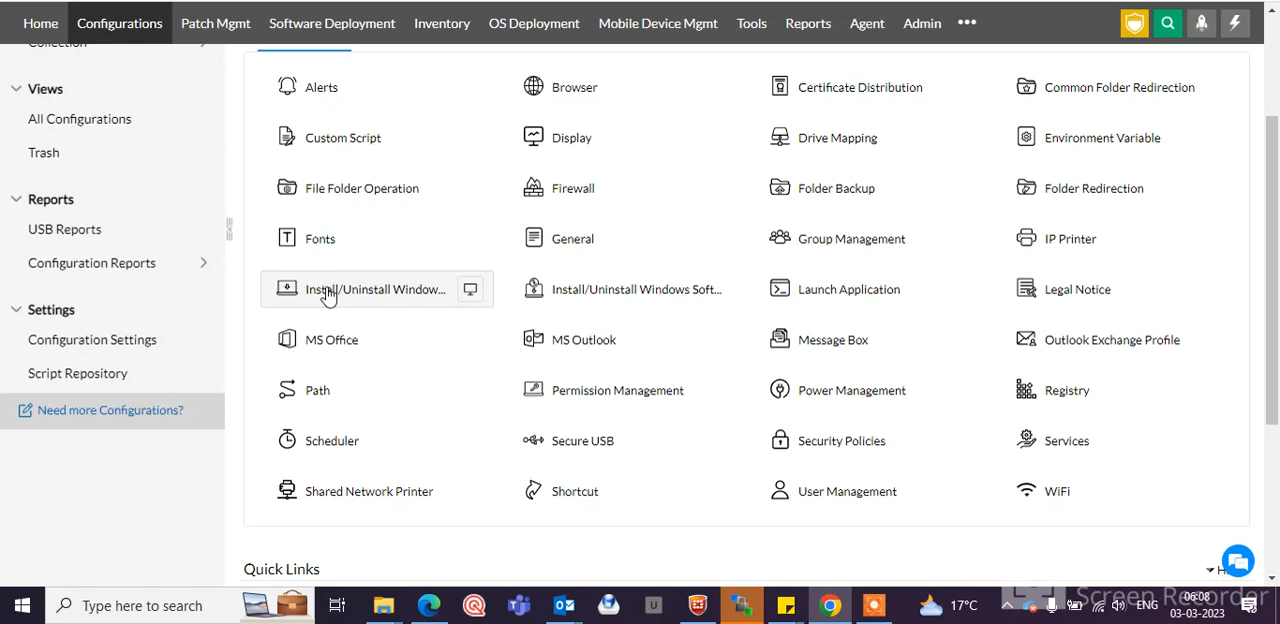 Home Configurations Patch Mgmt Software Deployment Inventory OS Deployment Mobile Device Mgmt Tools Reports Agent Admin •••
Collection
Views
All Configurations
Trash
Reports
USB Reports
Configuration Reports
Settings
Configuration Settings
Script Repository
Need more Configurations?
Alerts Browser Certificate Distribution Common Folder Redirection
Custom Script Display Drive Mapping Environment Variable
File Folder Operation Firewall Folder Backup Folder Redirection
Fonts General Group Management IP Printer
Install/Uninstall Window... Install/Uninstall Windows Soft... Launch Application Legal Notice
MS Office MS Outlook Message Box Outlook Exchange Profile
Path Permission Management Power Management Registry
Scheduler Secure USB Security Policies Services
Shared Network Printer Shortcut User Management WiFi
Quick Links
Type here to search
17°C
ENG
06:08
03-03-2023
Screen Recorder